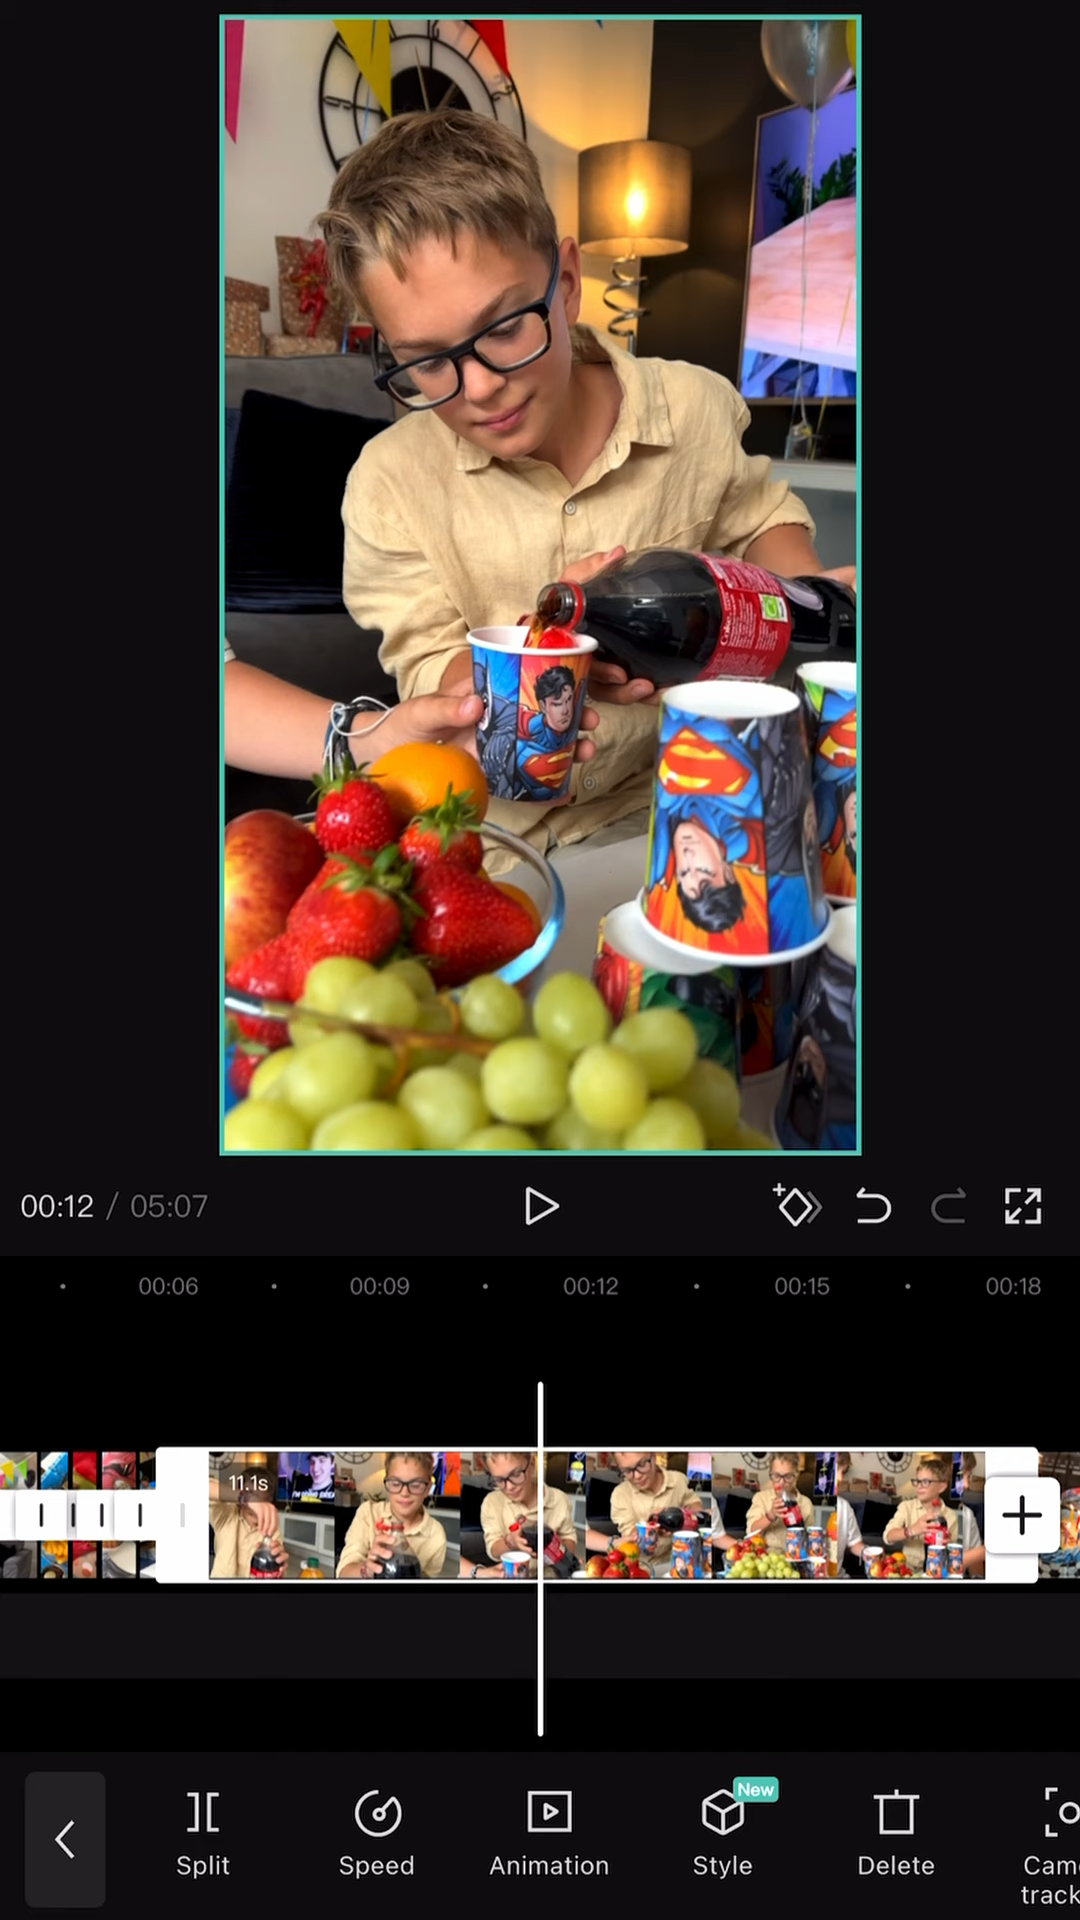 00:12 / 05:07
00:06 00:09 00:12 00:15 00:18
11.1s
New
Split Speed Animation Style Delete Cam
track